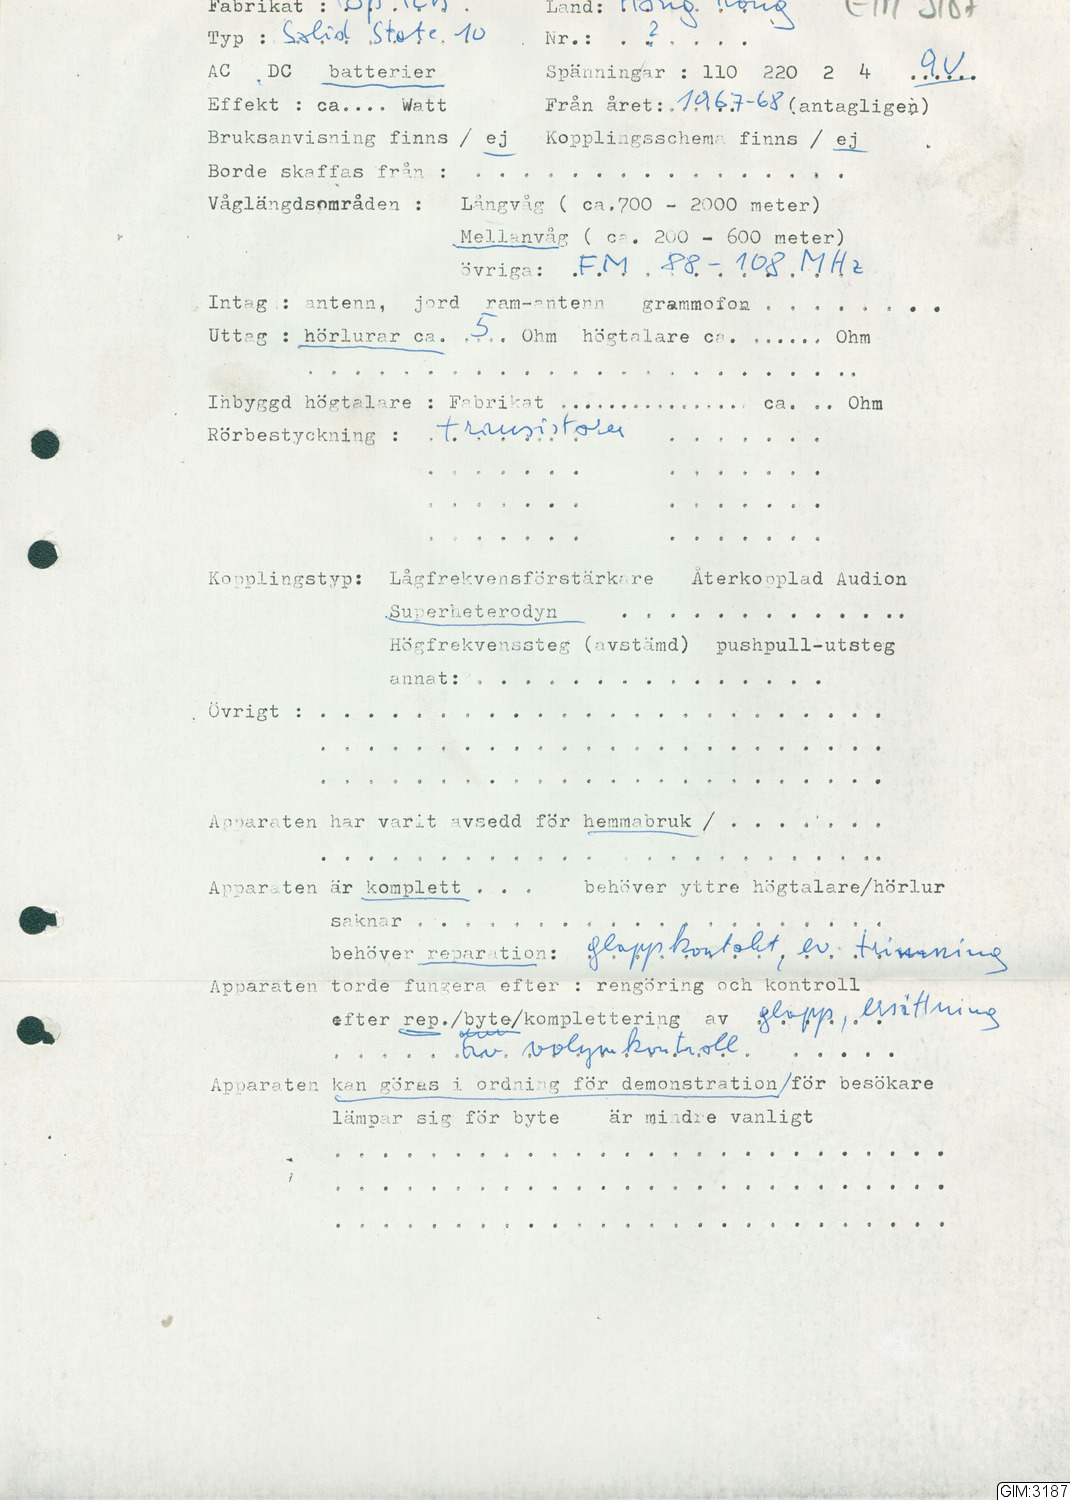 Fabrikat : . .
Land: Hong Kong
Typ : Solid State 10 Nr.: . ? . . . .
AC DC batterier Spänningar : 110 220 2 4 9V
Effekt : ca.... Watt Från året: 1967-68 (antagligen)
Bruksanvisning finns / ej Kopplingsschema finns / ej
Borde skaffas från : . . . . . . . . . . . . . . . .
Våglängdsområden : Långvåg ( ca.700 - 2000 meter)
Mellanvåg ( ca. 200 - 600 meter)
övriga: FM 88-108 MHz
Intag : antenn, jord ram-antenn grammofon . . . . . . . . .
Uttag : hörlurar ca. 5 Ohm högtalare ca. ...... Ohm
. . . . . . . . . . . . . . . . . . . . . . . . .
Inbyggd högtalare : Fabrikat ................ ca. .. Ohm
Rörbestyckning : transistorer . . . . . . .
. . . . . . . . . . . . . .
. . . . . . . . . . . . . .
. . . . . . . . . . . . . .
Kopplingstyp: Lågfrekvensförstärkare Återkopplad Audion
Superheterodyn . . . . . . . . . . . . . .
Högfrekvenssteg (avstämd) pushpull-utsteg
annat: . . . . . . . . . . . . . . .
Övrigt : . . . . . . . . . . . . . . . . . . . . . . . .
. . . . . . . . . . . . . . . . . . . . . . . .
. . . . . . . . . . . . . . . . . . . . . . . .
Apparaten har varit avsedd för hemmabruk / . . . . . . .
. . . . . . . . . . . . . . . . . . . . . . . .
Apparaten är komplett . . . behöver yttre högtalare/hörlur
saknar . . . . . . . . . . . . . . . . . . . .
behöver reparation: glappkontakt, ev. trimning
Apparaten torde fungera efter : rengöring och kontroll
efter rep./byte/komplettering av glapp, ersättning
av volymkontroll. . . . . .
Apparaten kan göras i ordning för demonstration/för besökare
lämpar sig för byte är mindre vanligt
. . . . . . . . . . . . . . . . . . . . . . . . . .
. . . . . . . . . . . . . . . . . . . . . . . . . .
. . . . . . . . . . . . . . . . . . . . . . . . . .
GIM:3187